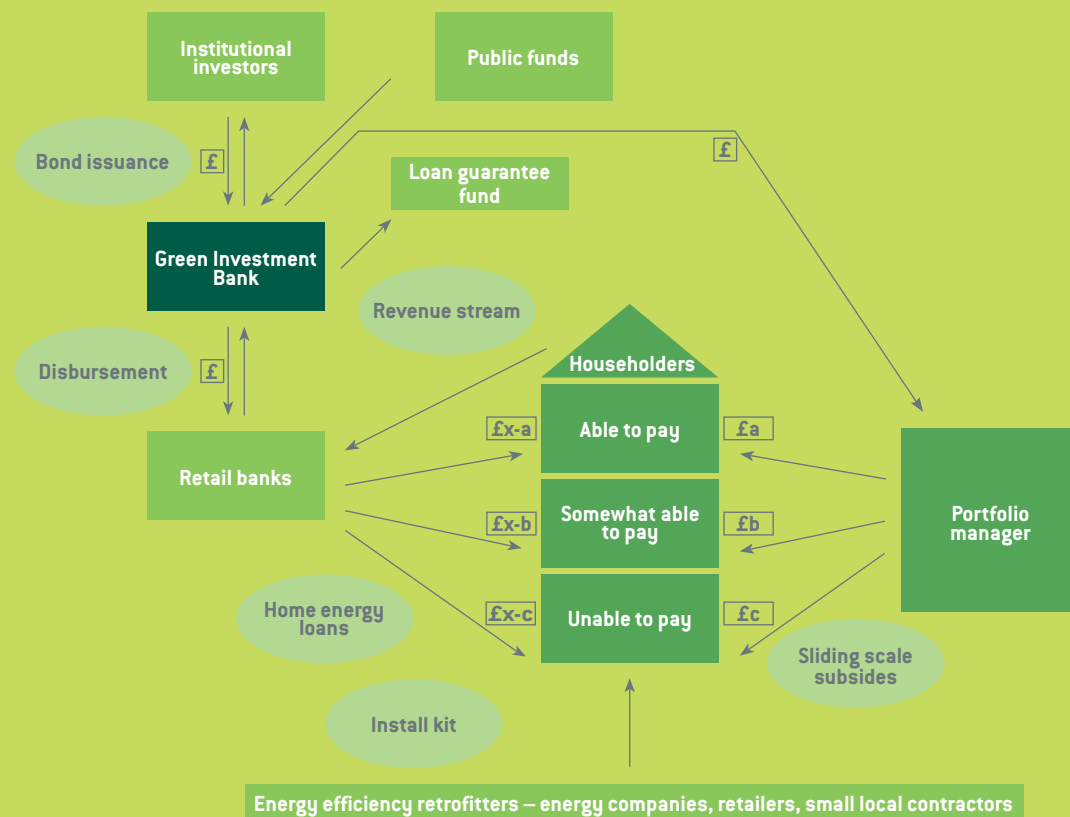 Institutional
investors
Public funds
Bond issuance
£
£
Loan guarantee
fund
Green Investment
Bank
Revenue stream
Disbursement
£
Householders
£x-a
Able to pay
£a
Retail banks
£x-b
Somewhat able
to pay
£b
Portfolio
manager
Home energy
loans
£x-c
Unable to pay
£c
Sliding scale
subsides
Install kit
Energy efficiency retrofitters – energy companies, retailers, small local contractors